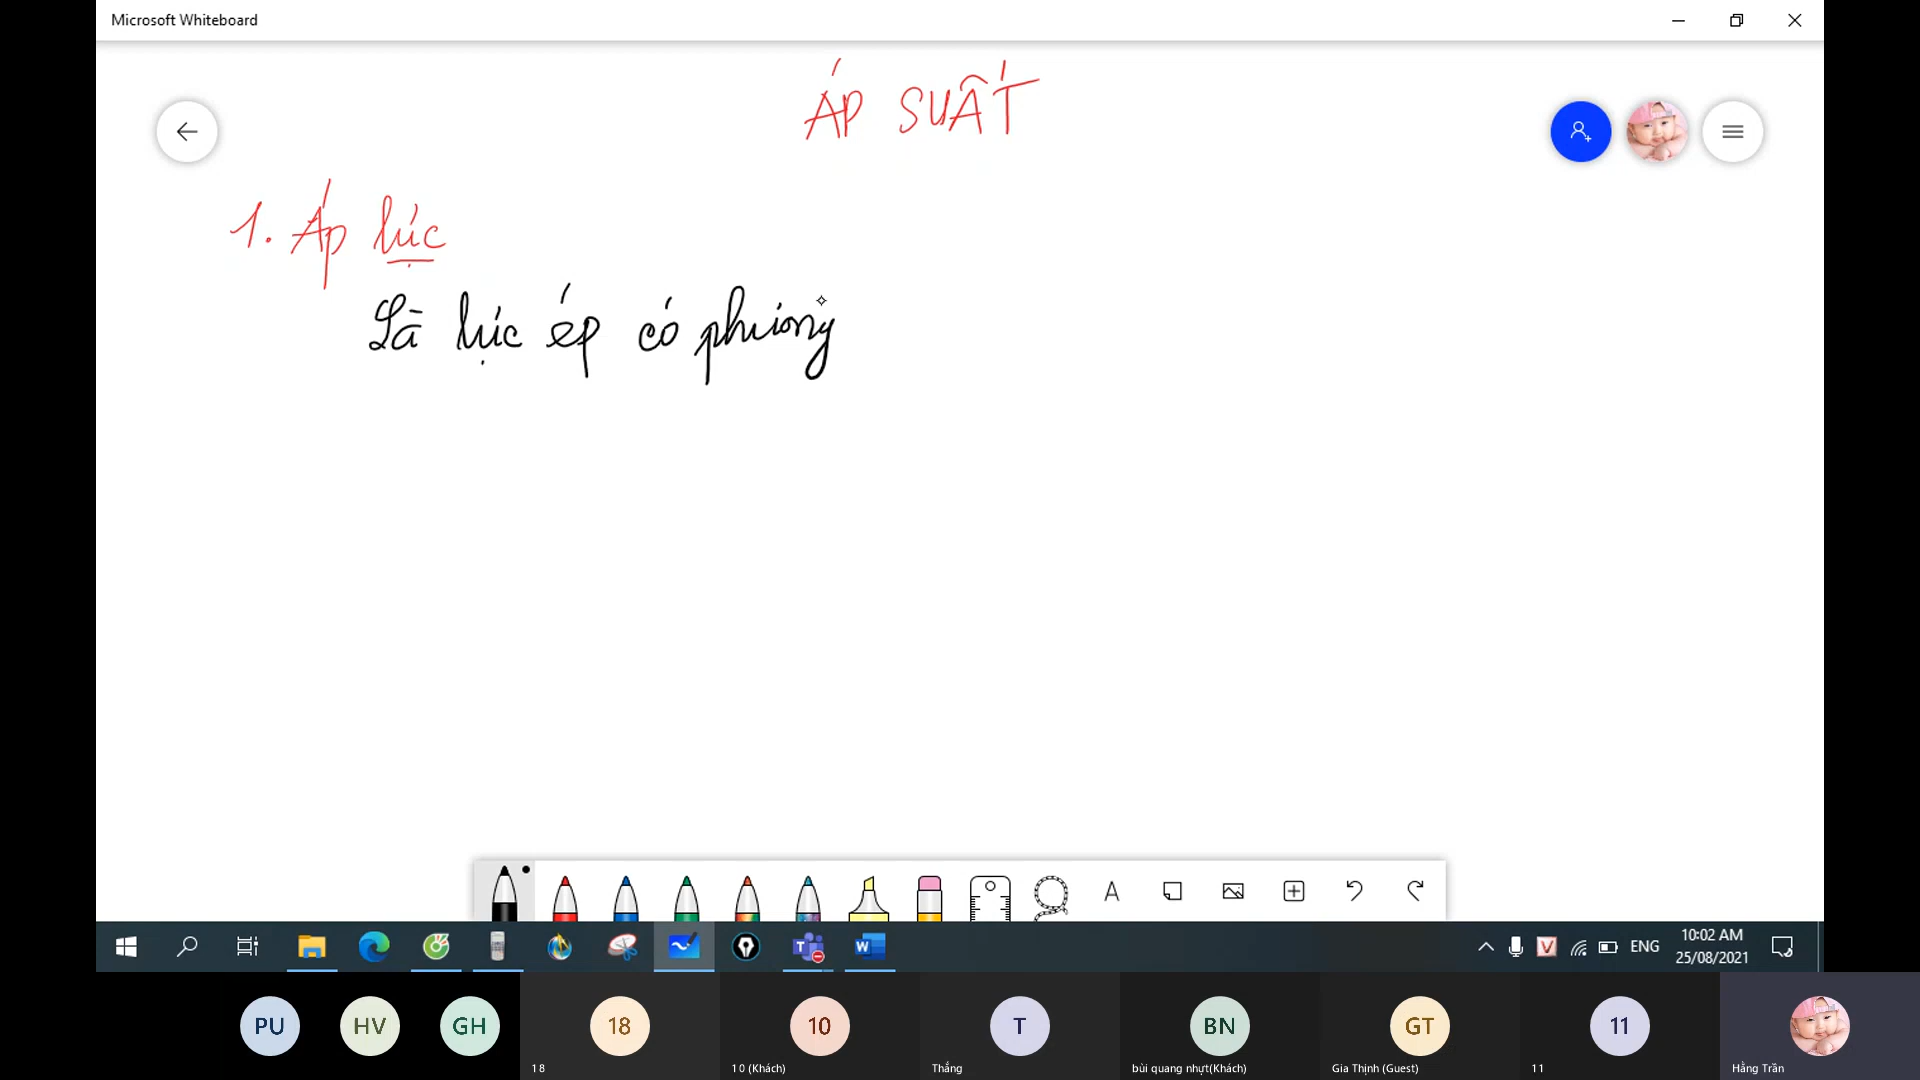 Microsoft Whiteboard
ÁP SUẤT
1. Áp lực
Là lực ép có phương
A
T
W
V
ENG
10:02 AM
25/08/2021
PU
HV
GH
18
10
T
BN
GT
11
18
10 (Khách)
Thắng
bùi quang nhựt(Khách)
Gia Thịnh (Guest)
11
Hằng Trần